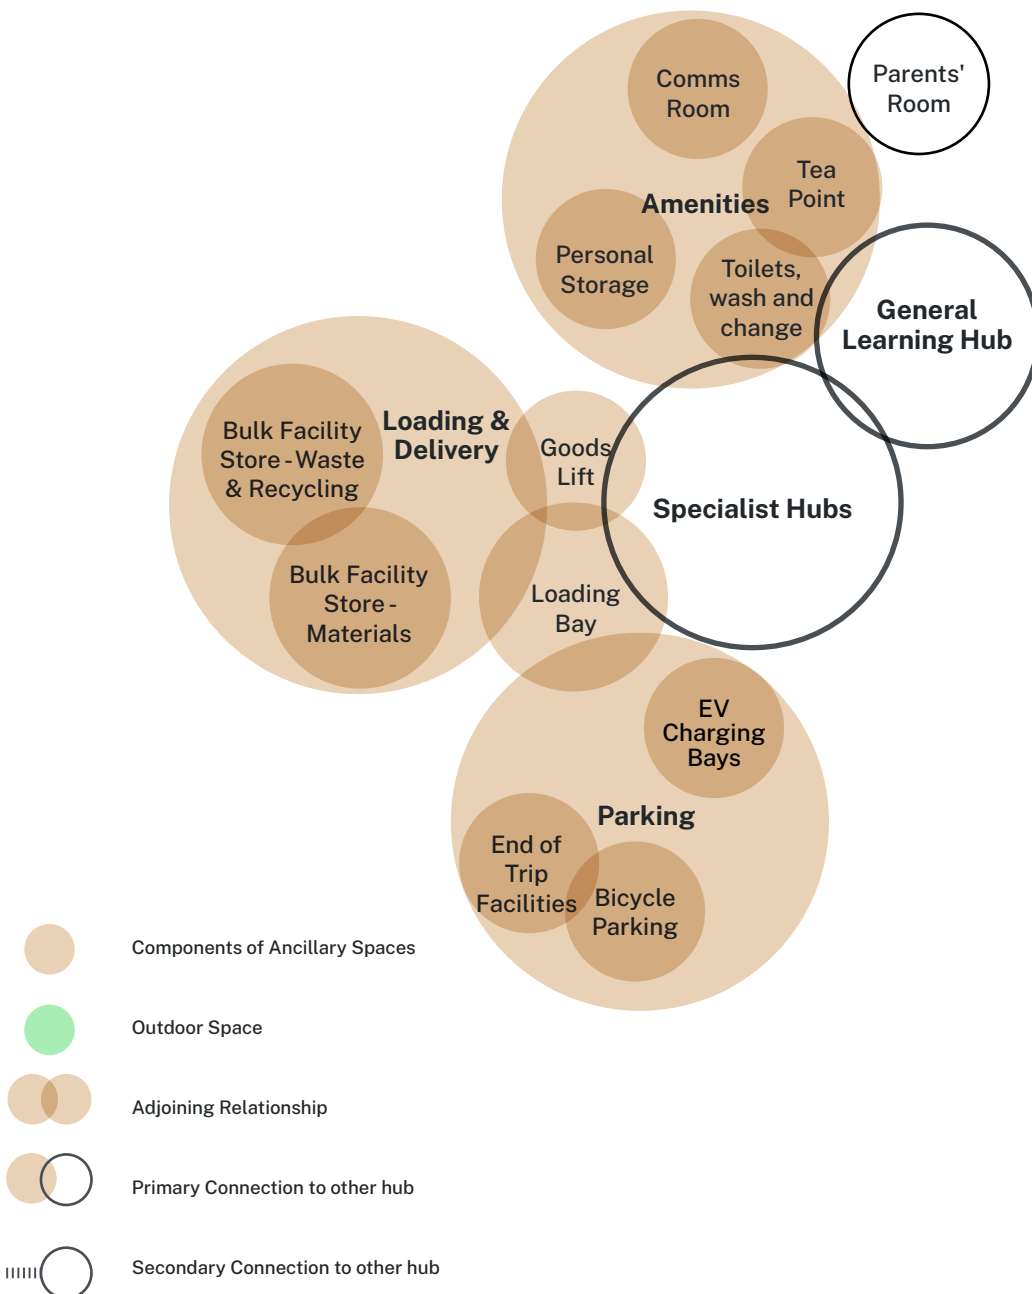 Comms
Room
Parents'
Room
Tea
Point
Amenities
Personal
Storage
Toilets,
wash and
change
General
Learning Hub
Loading &
Delivery
Bulk Facility
Store - Waste
& Recycling
Goods
Lift
Specialist Hubs
Bulk Facility
Store -
Materials
Loading
Bay
EV
Charging
Bays
Parking
End of
Trip
Facilities
Bicycle
Parking
Components of Ancillary Spaces
Outdoor Space
Adjoining Relationship
Primary Connection to other hub
Secondary Connection to other hub